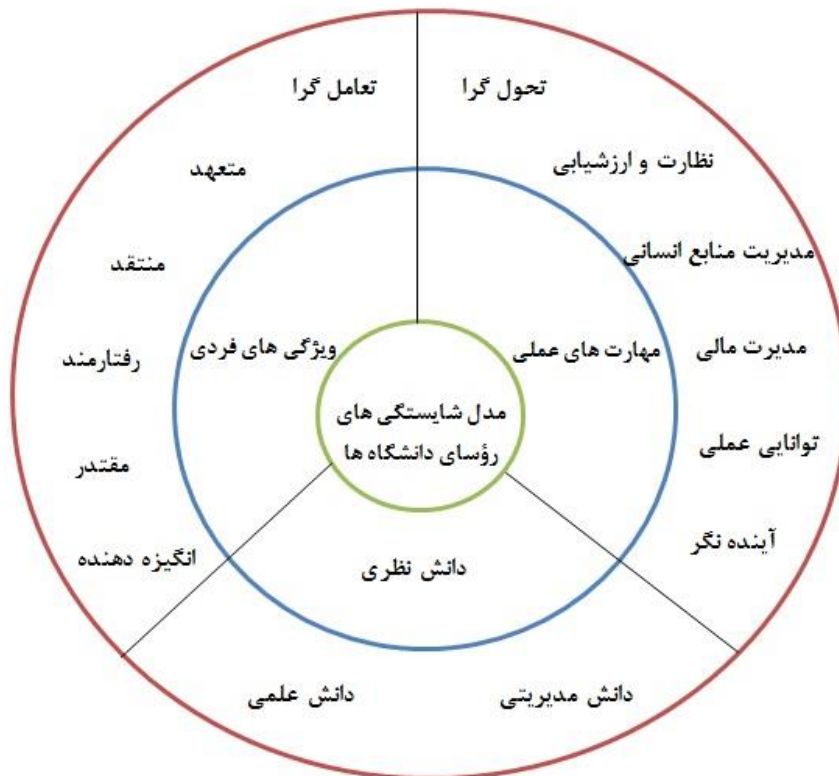 تحول گرا
تعامل گرا
نظارت و ارزشیابی
متعهد
مدیریت منابع انسانی
منتقد
مدیرت مالی
مهارت های عملی
ویژگی های فردی
رفتارمند
مدل شایستگی های
رؤسای دانشگاه ها
توانایی عملی
مقتدر
آینده نگر
انگیزه دهنده
دانش نظری
دانش مدیریتی
دانش علمی